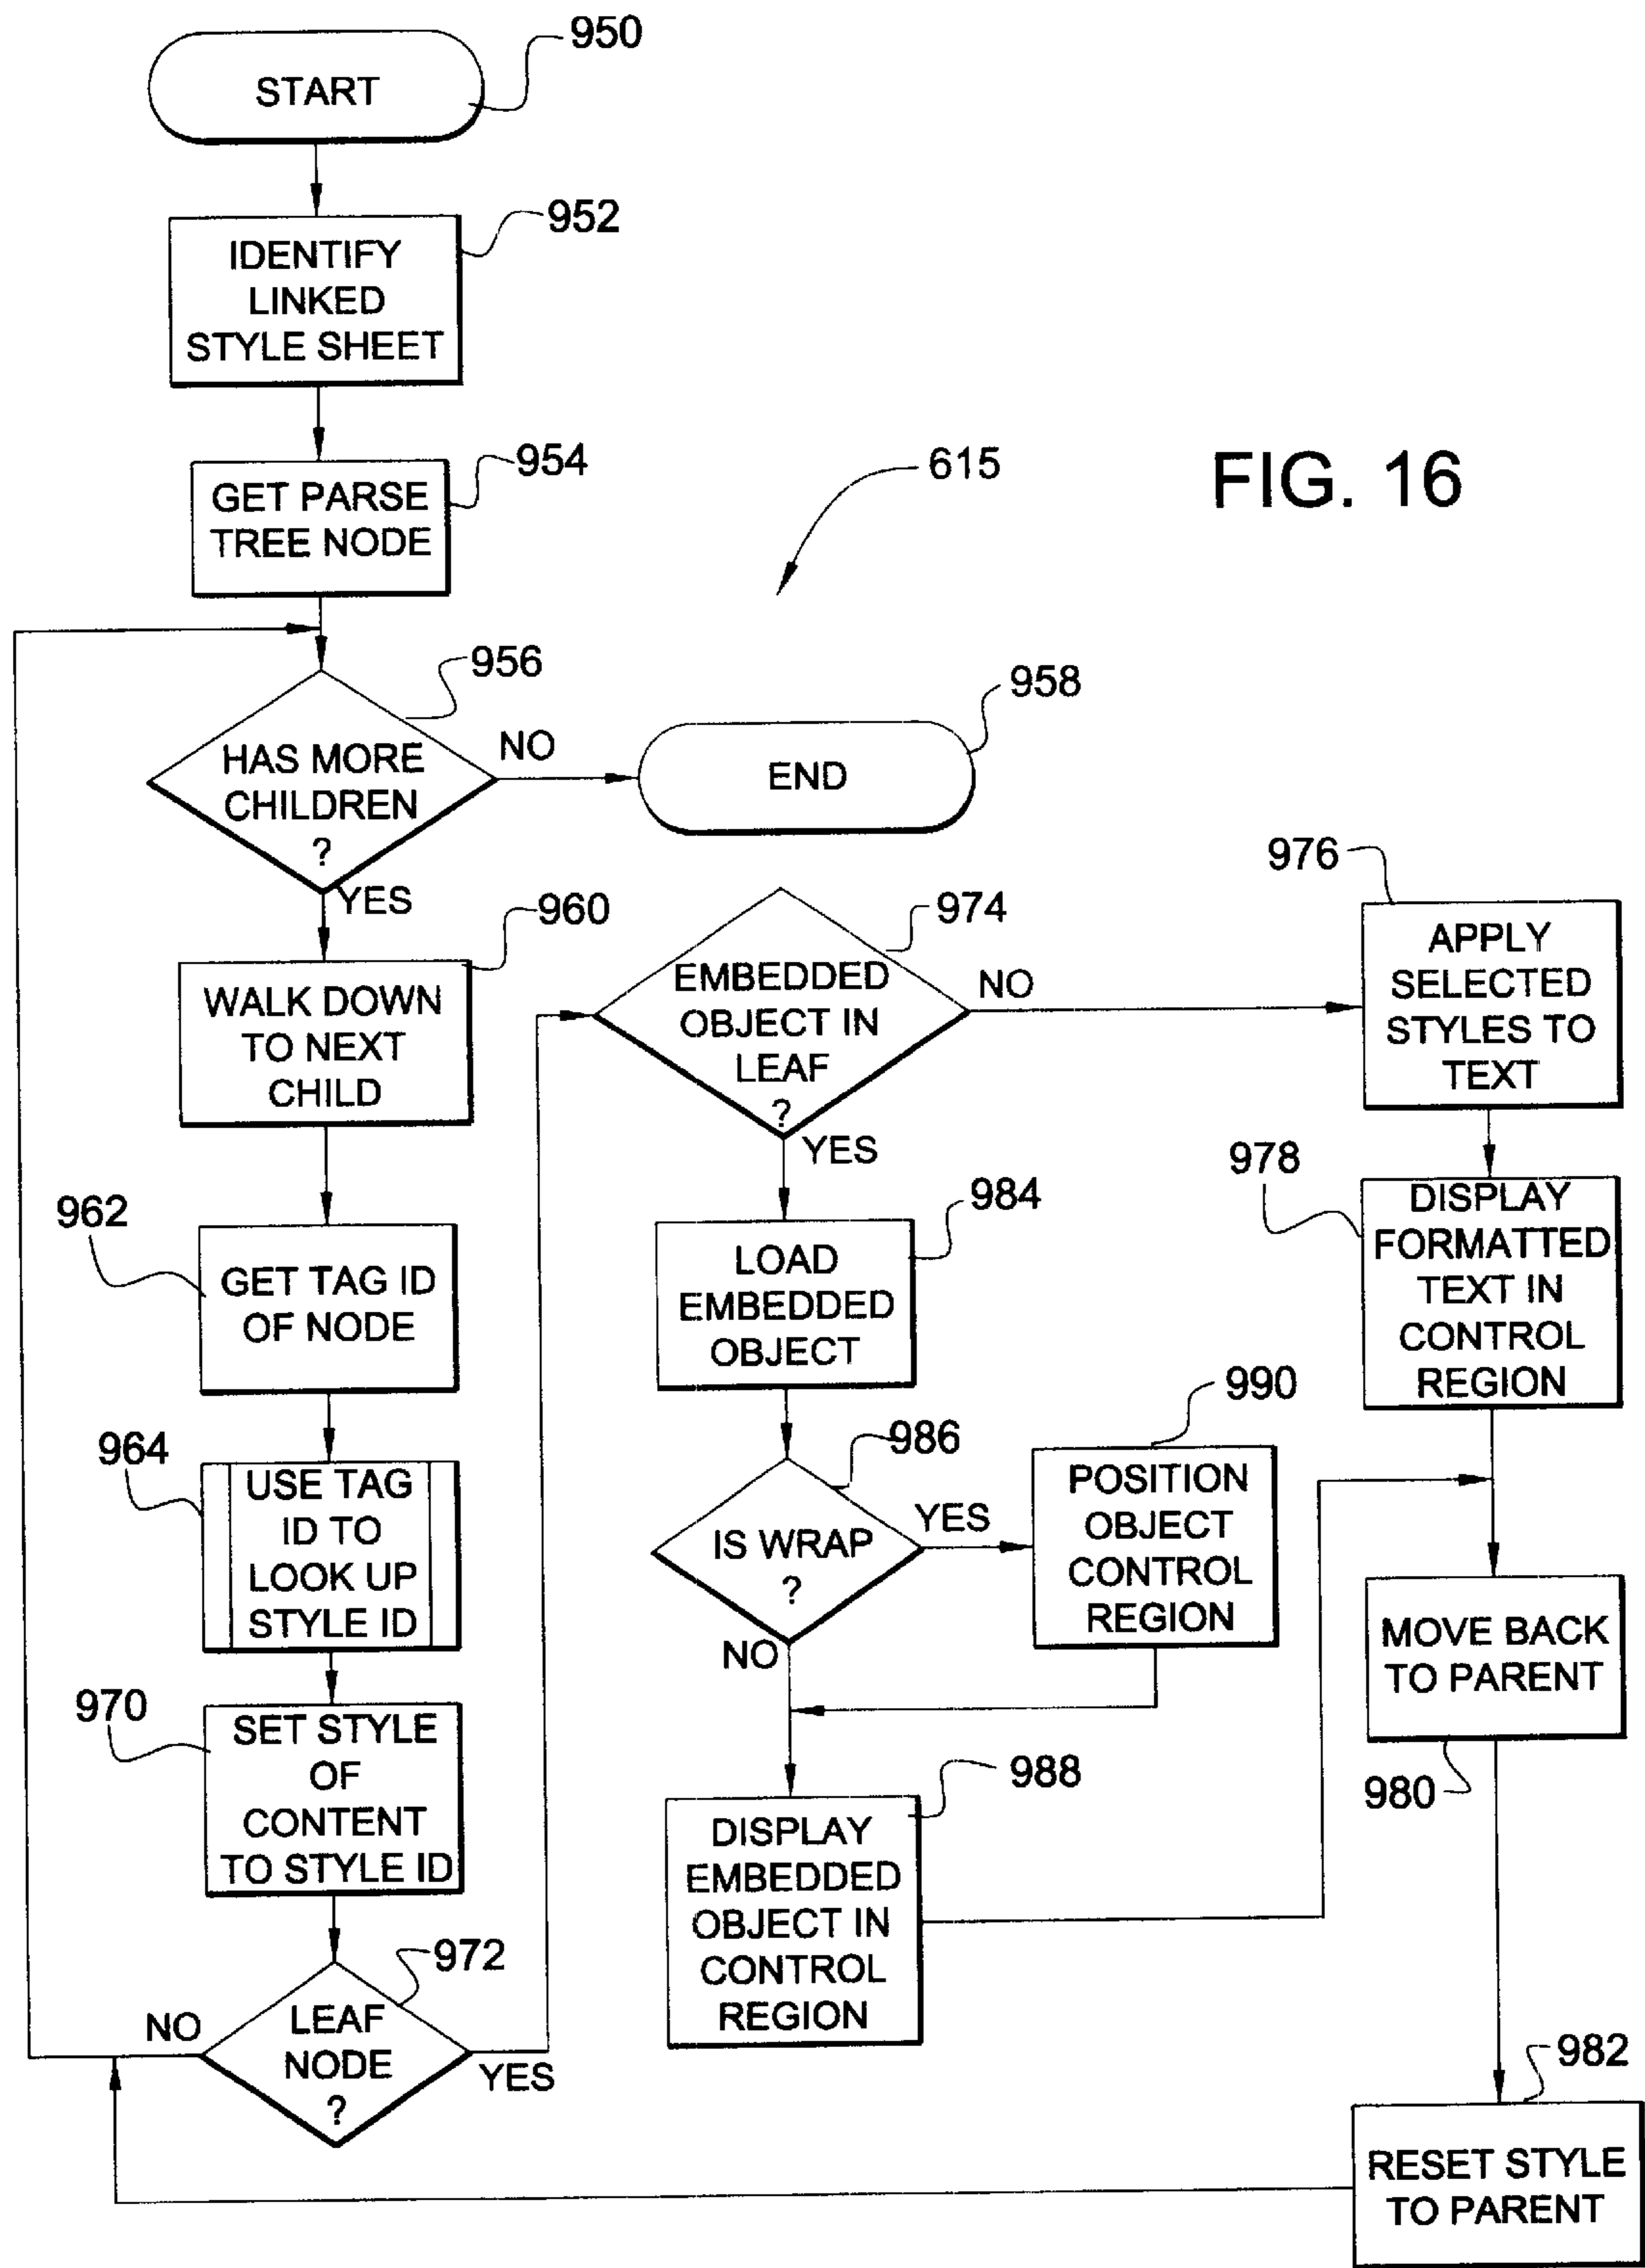 950
START
952
IDENTIFY
LINKED
STYLE SHEET
954
GET PARSE
TREE NODE
615
FIG. 16
956
HAS MORE
CHILDREN
?
NO
YES
958
END
960
WALK DOWN
TO NEXT
CHILD
962
GET TAG ID
OF NODE
964
USE TAG
ID TO
LOOK UP
STYLE ID
970
SET STYLE
OF
CONTENT
TO STYLE ID
972
LEAF
NODE
?
NO
YES
974
EMBEDDED
OBJECT IN
LEAF
?
NO
YES
976
APPLY
SELECTED
STYLES TO
TEXT
978
DISPLAY
FORMATTED
TEXT IN
CONTROL
REGION
984
LOAD
EMBEDDED
OBJECT
986
IS WRAP
?
YES
NO
990
POSITION
OBJECT
CONTROL
REGION
988
DISPLAY
EMBEDDED
OBJECT IN
CONTROL
REGION
MOVE BACK
TO PARENT
980
982
RESET STYLE
TO PARENT